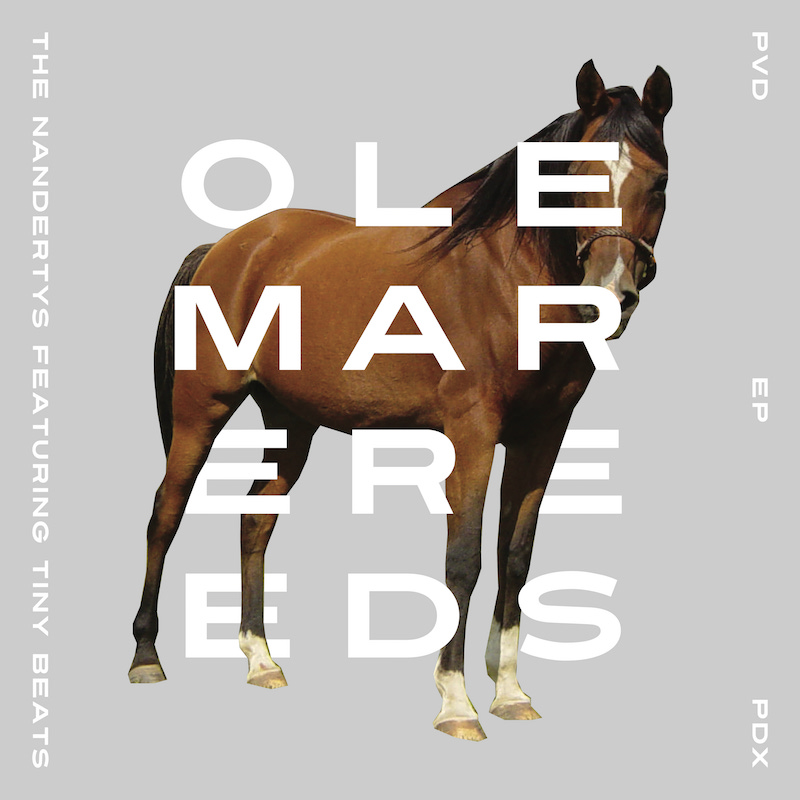 THE NANDERTYS FEATURING TINY BEATS
OLE
MAR
ERE
EDS
PVD
EP
PDX